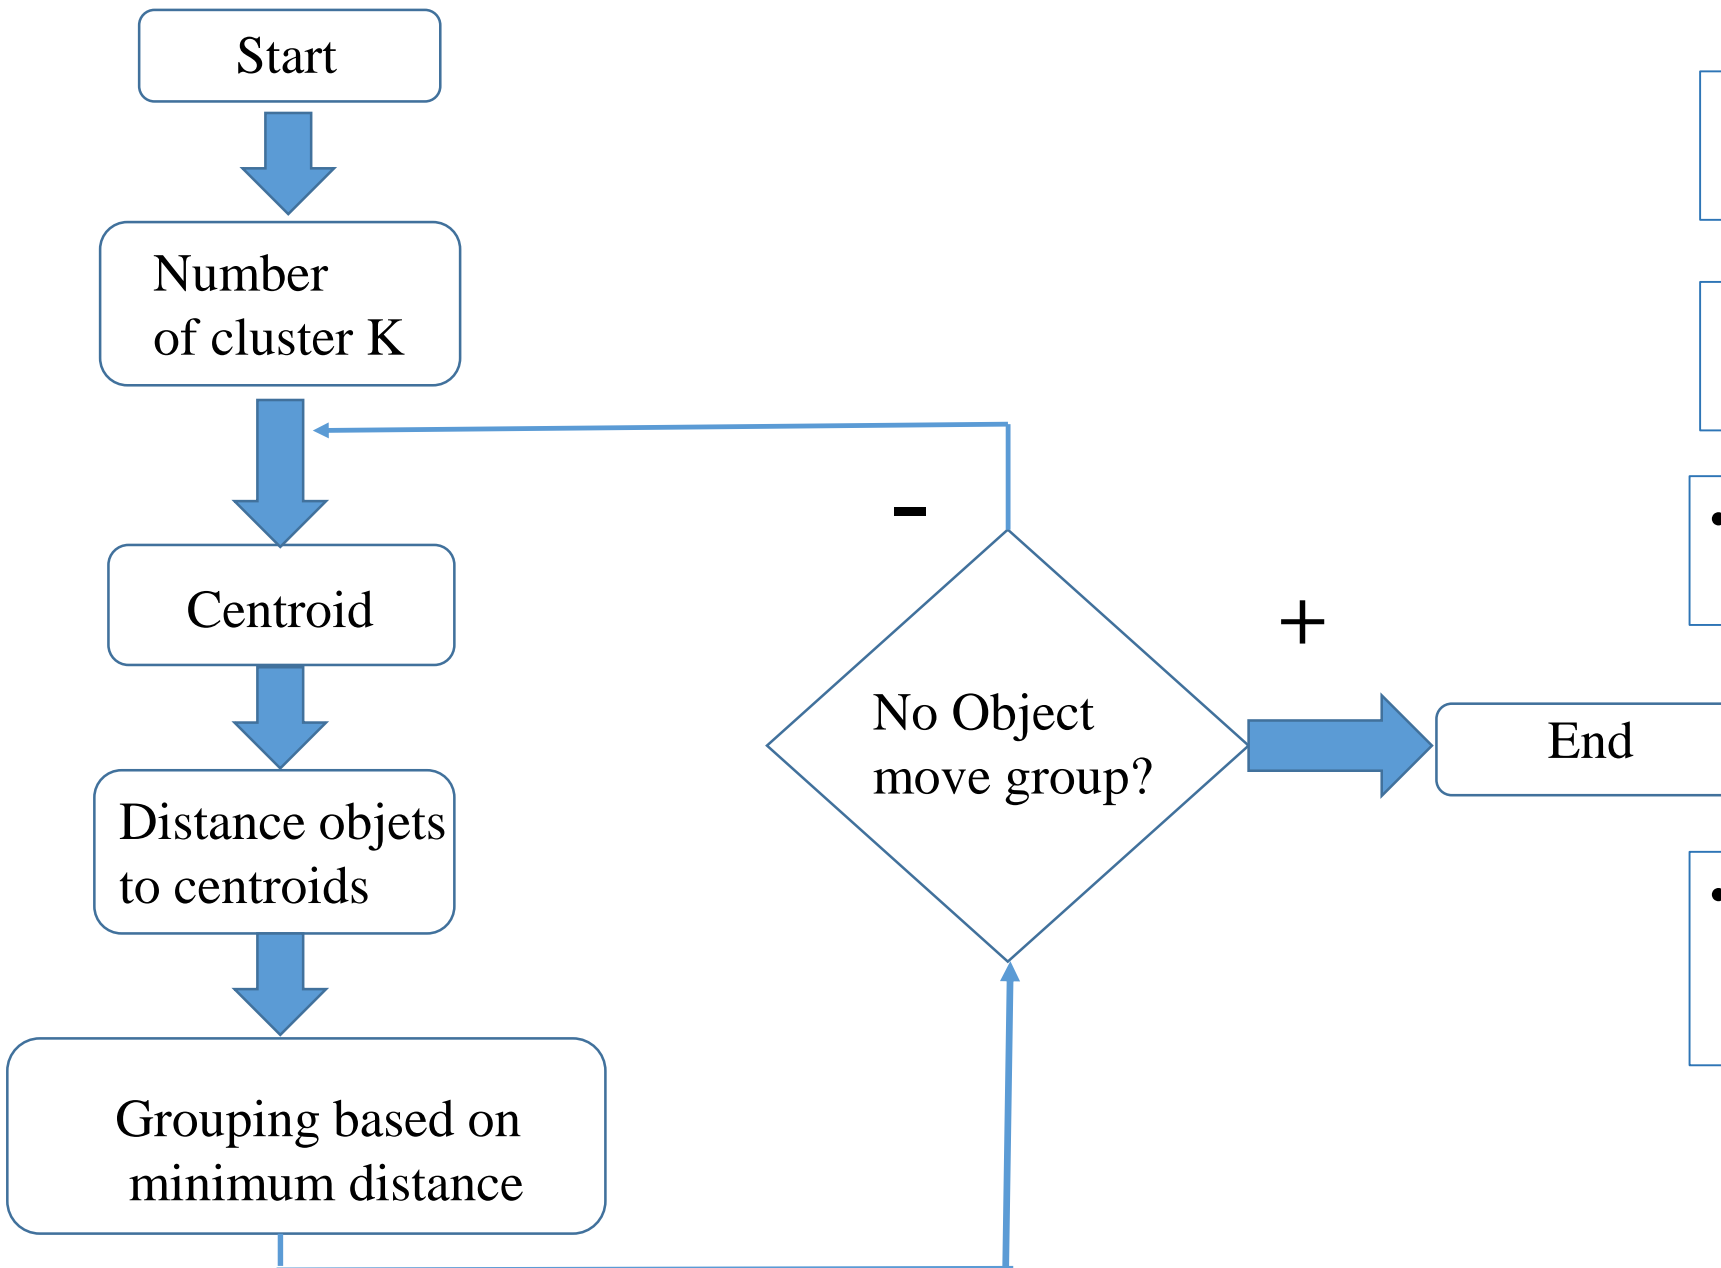 Start
Number
of cluster K
Centroid
Distance objets
to centroids
Grouping based on
minimum distance
-
No Object
move group?
+
End